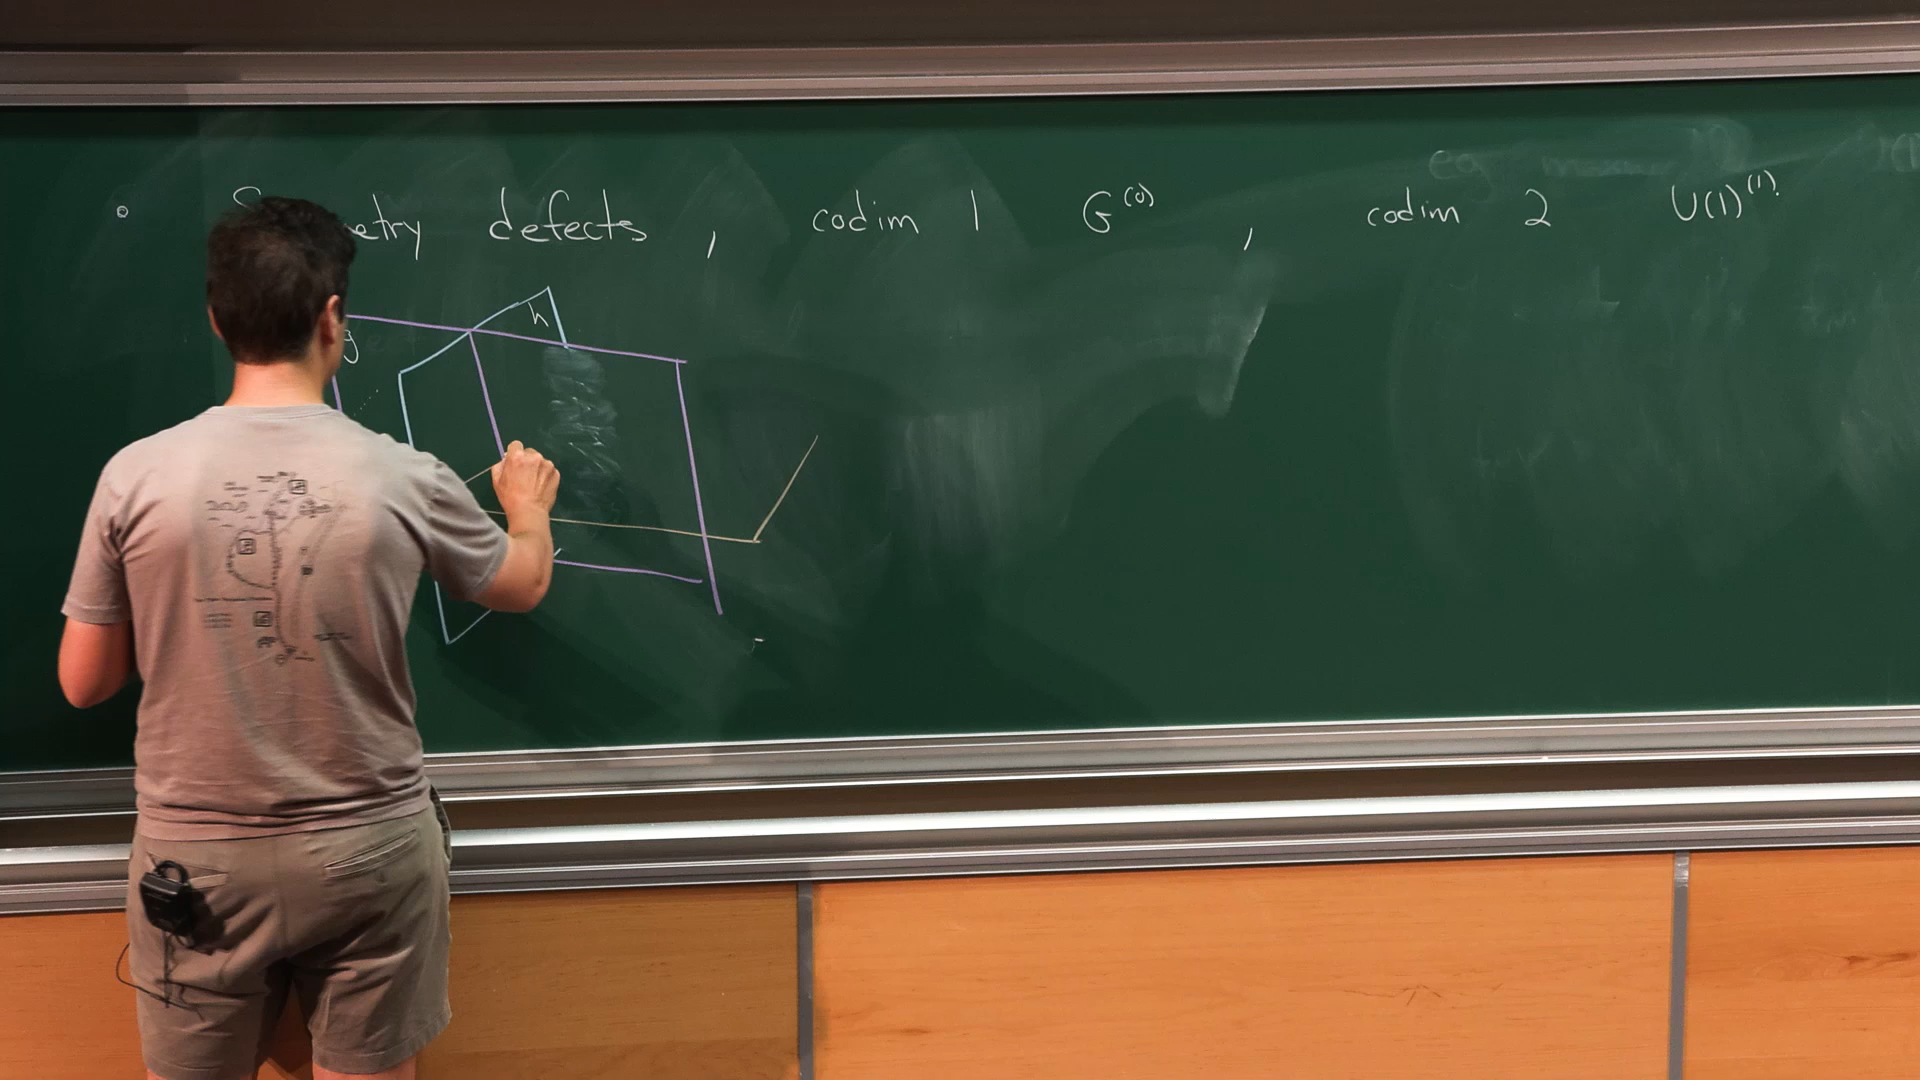 etry defects, codim 1 G⁽⁰⁾, codim 2 U(1)⁽¹⁾.
g
h